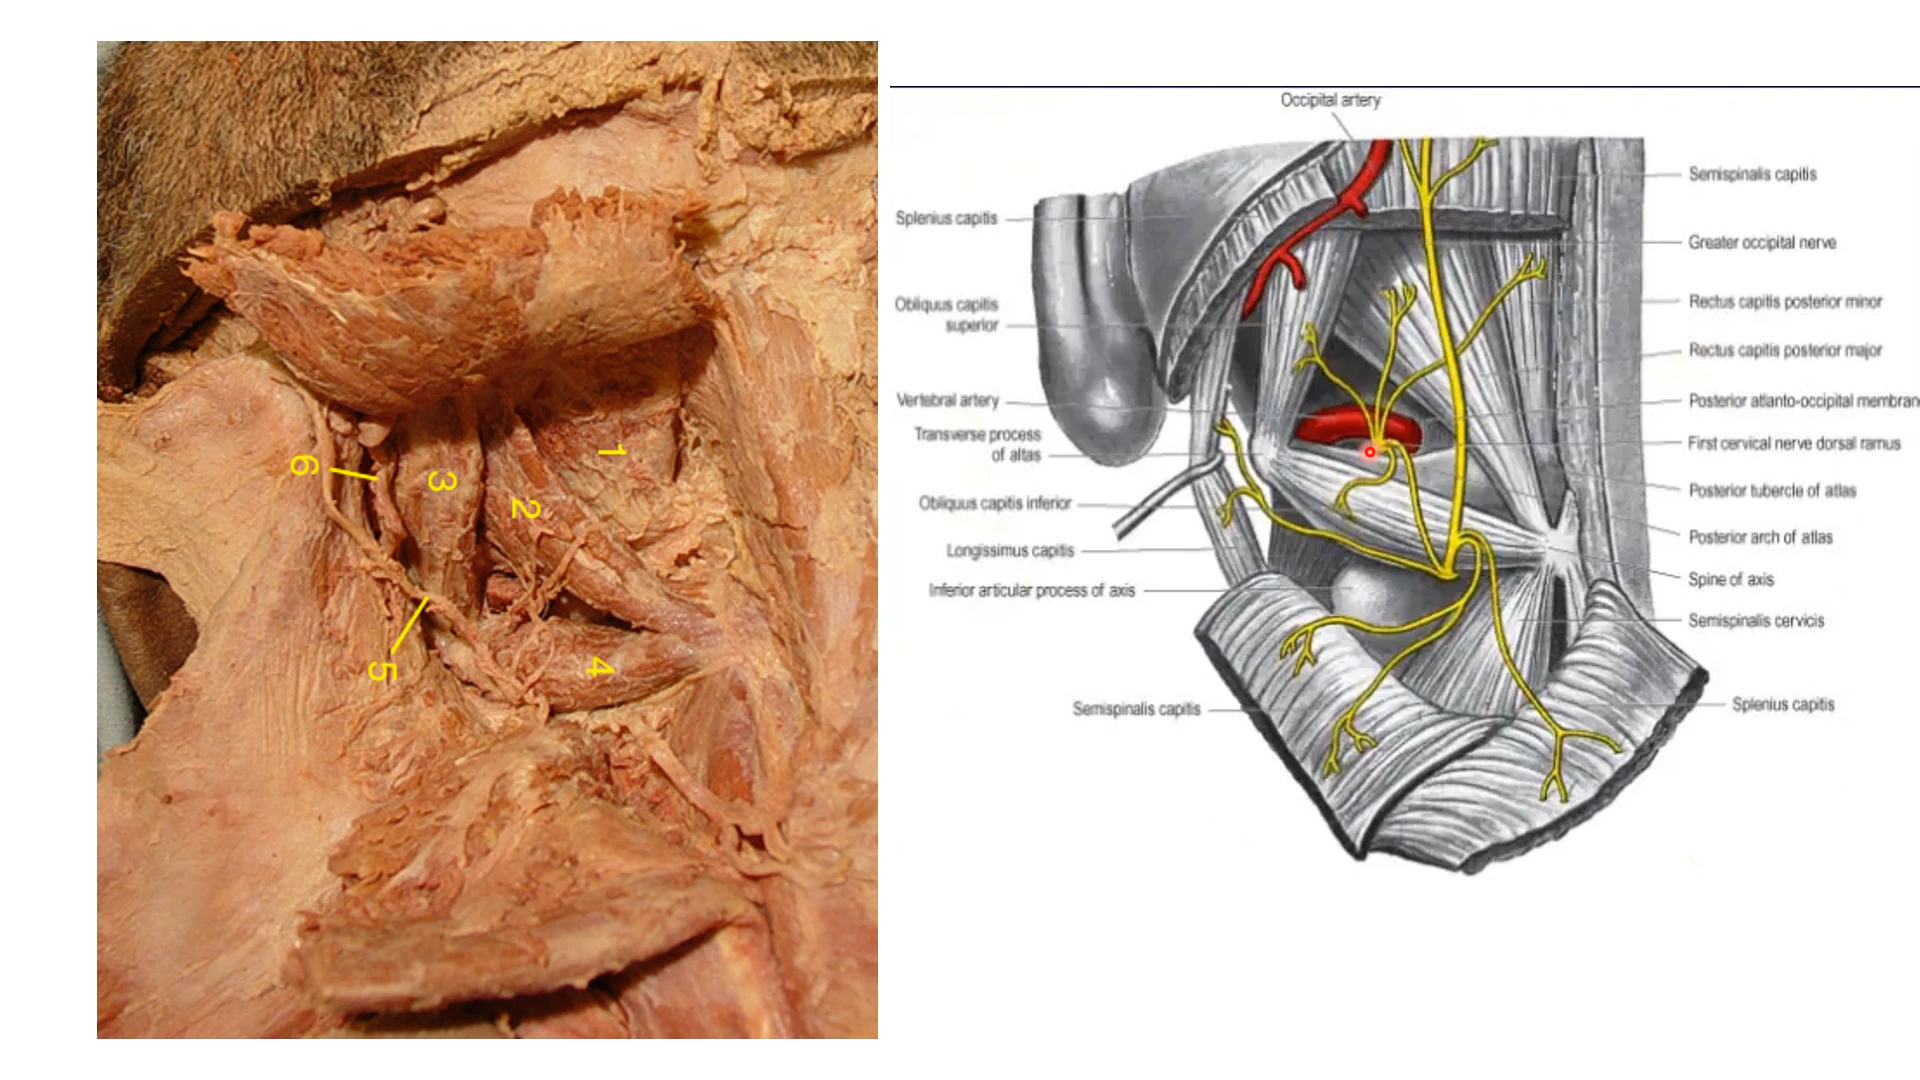 1
2
3
4
5
6
Occipital artery
Splenius capitis
Obliquus capitis
superior
Vertebral artery
Transverse process
of altas
Obliquus capitis inferior
Longissimus capitis
Inferior articular process of axis
Semispinalis capitis
Semispinalis capitis
Greater occipital nerve
Rectus capitis posterior minor
Rectus capitis posterior major
Posterior atlanto-occipital membran
First cervical nerve dorsal ramus
Posterior tubercle of atlas
Posterior arch of atlas
Spine of axis
Semispinalis cervicis
Splenius capitis